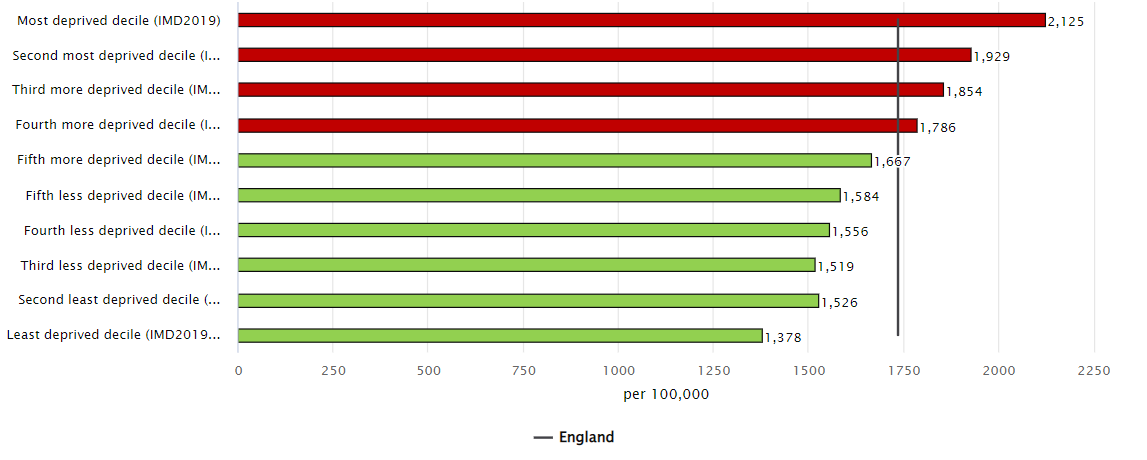 Most deprived decile (IMD2019) 2,125
Second most deprived decile (I... 1,929
Third more deprived decile (IM... 1,854
Fourth more deprived decile (I... 1,786
Fifth more deprived decile (IM... 1,667
Fifth less deprived decile (IM... 1,584
Fourth less deprived decile (I... 1,556
Third less deprived decile (IM... 1,519
Second least deprived decile (... 1,526
Least deprived decile (IMD2019... 1,378
0 250 500 750 1000 1250 1500 1750 2000 2250
per 100,000
England